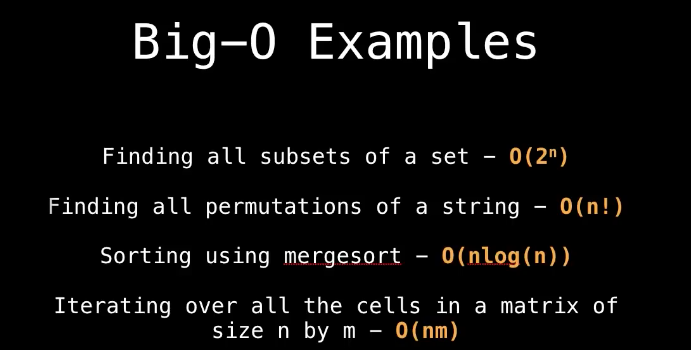 Big-O Examples
Finding all subsets of a set - O(2ⁿ)
Finding all permutations of a string - O(n!)
Sorting using mergesort - O(nlog(n))
Iterating over all the cells in a matrix of
size n by m - O(nm)